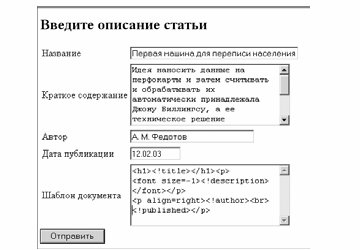 Введите описание статьи
Название
Первая машина для переписи населения
Краткое содержание
Идея наносить данные на
перфокарты и затем считывать
и обрабатывать их
автоматически принадлежала
Джону Биллингсу, а ее
техническое решение
Автор
А. М. Федотов
Дата публикации
12.02.03
Шаблон документа
<h1><!title></h1><p>
<font size=-1><!description>
</font></p>
<p align=right><!author><br>
<!published></p>
Отправить